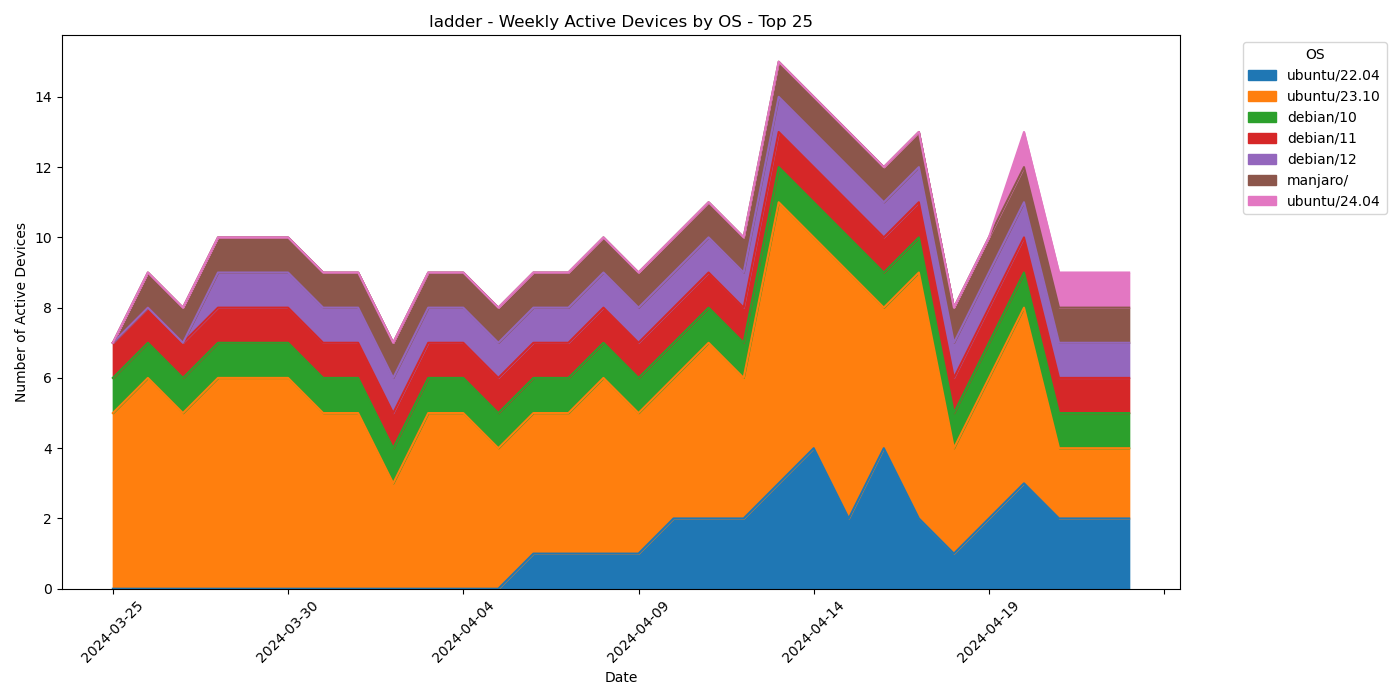 ladder - Weekly Active Devices by OS - Top 25
OS
ubuntu/22.04
ubuntu/23.10
debian/10
debian/11
debian/12
manjaro/
ubuntu/24.04
Number of Active Devices
14
12
10
8
6
4
2
0
2024-03-25
2024-03-30
2024-04-04
2024-04-09
2024-04-14
2024-04-19
Date